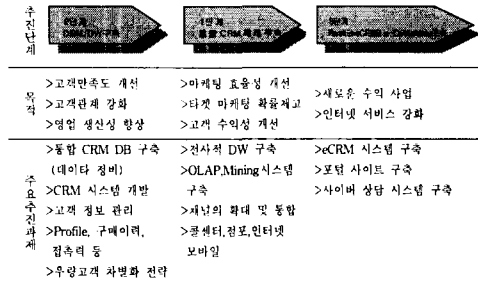 추진단계
목적
>고객만족도 개선
>고객관계 강화
>영업 생산성 향상
>마케팅 효율성 개선
>타겟 마케팅 확률제고
>고객 수익성 개선
>새로운 수익 사업
>인터넷 서비스 강화
주요추진과제
>통합 CRM DB 구축
(데이타 정비)
>CRM 시스템 개발
>고객 정보 관리
>Profile, 구매이력,
접촉력 등
>우량고객 차별화 전략
>전사적 DW 구축
>OLAP,Mining시스템
구축
>채널의 확대 및 통합
>콜센터,점포,인터넷
모바일
>eCRM 시스템 구축
>포털 사이트 구축
>사이버 상담 시스템 구축